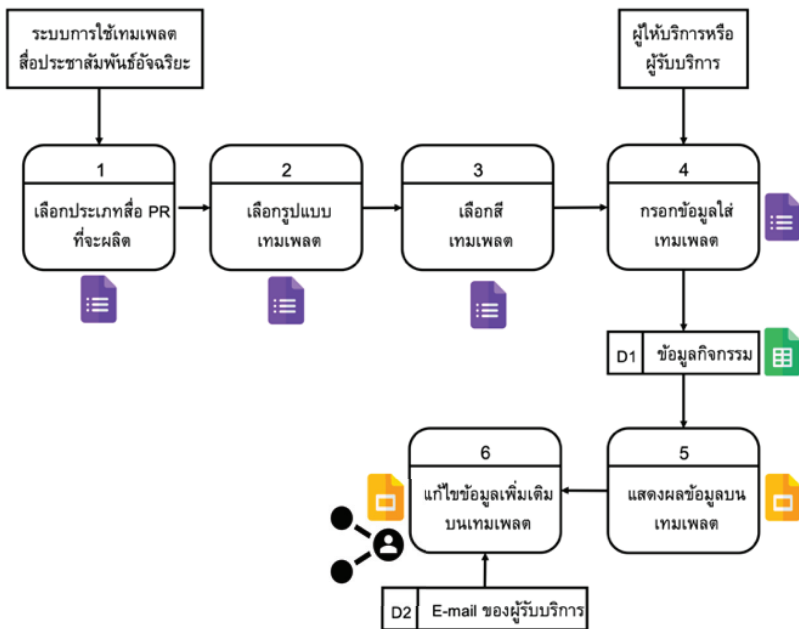 ระบบการใช้เทมเพลต
สื่อประชาสัมพันธ์อัจฉริยะ
ผู้ให้บริการหรือ
ผู้รับบริการ
1
เลือกประเภทสื่อ PR
ที่จะผลิต
2
เลือกรูปแบบ
เทมเพลต
3
เลือกสี
เทมเพลต
4
กรอกข้อมูลใส่
เทมเพลต
D1 ข้อมูลกิจกรรม
5
แสดงผลข้อมูลบน
เทมเพลต
6
แก้ไขข้อมูลเพิ่มเติม
บนเทมเพลต
D2 E-mail ของผู้รับบริการ